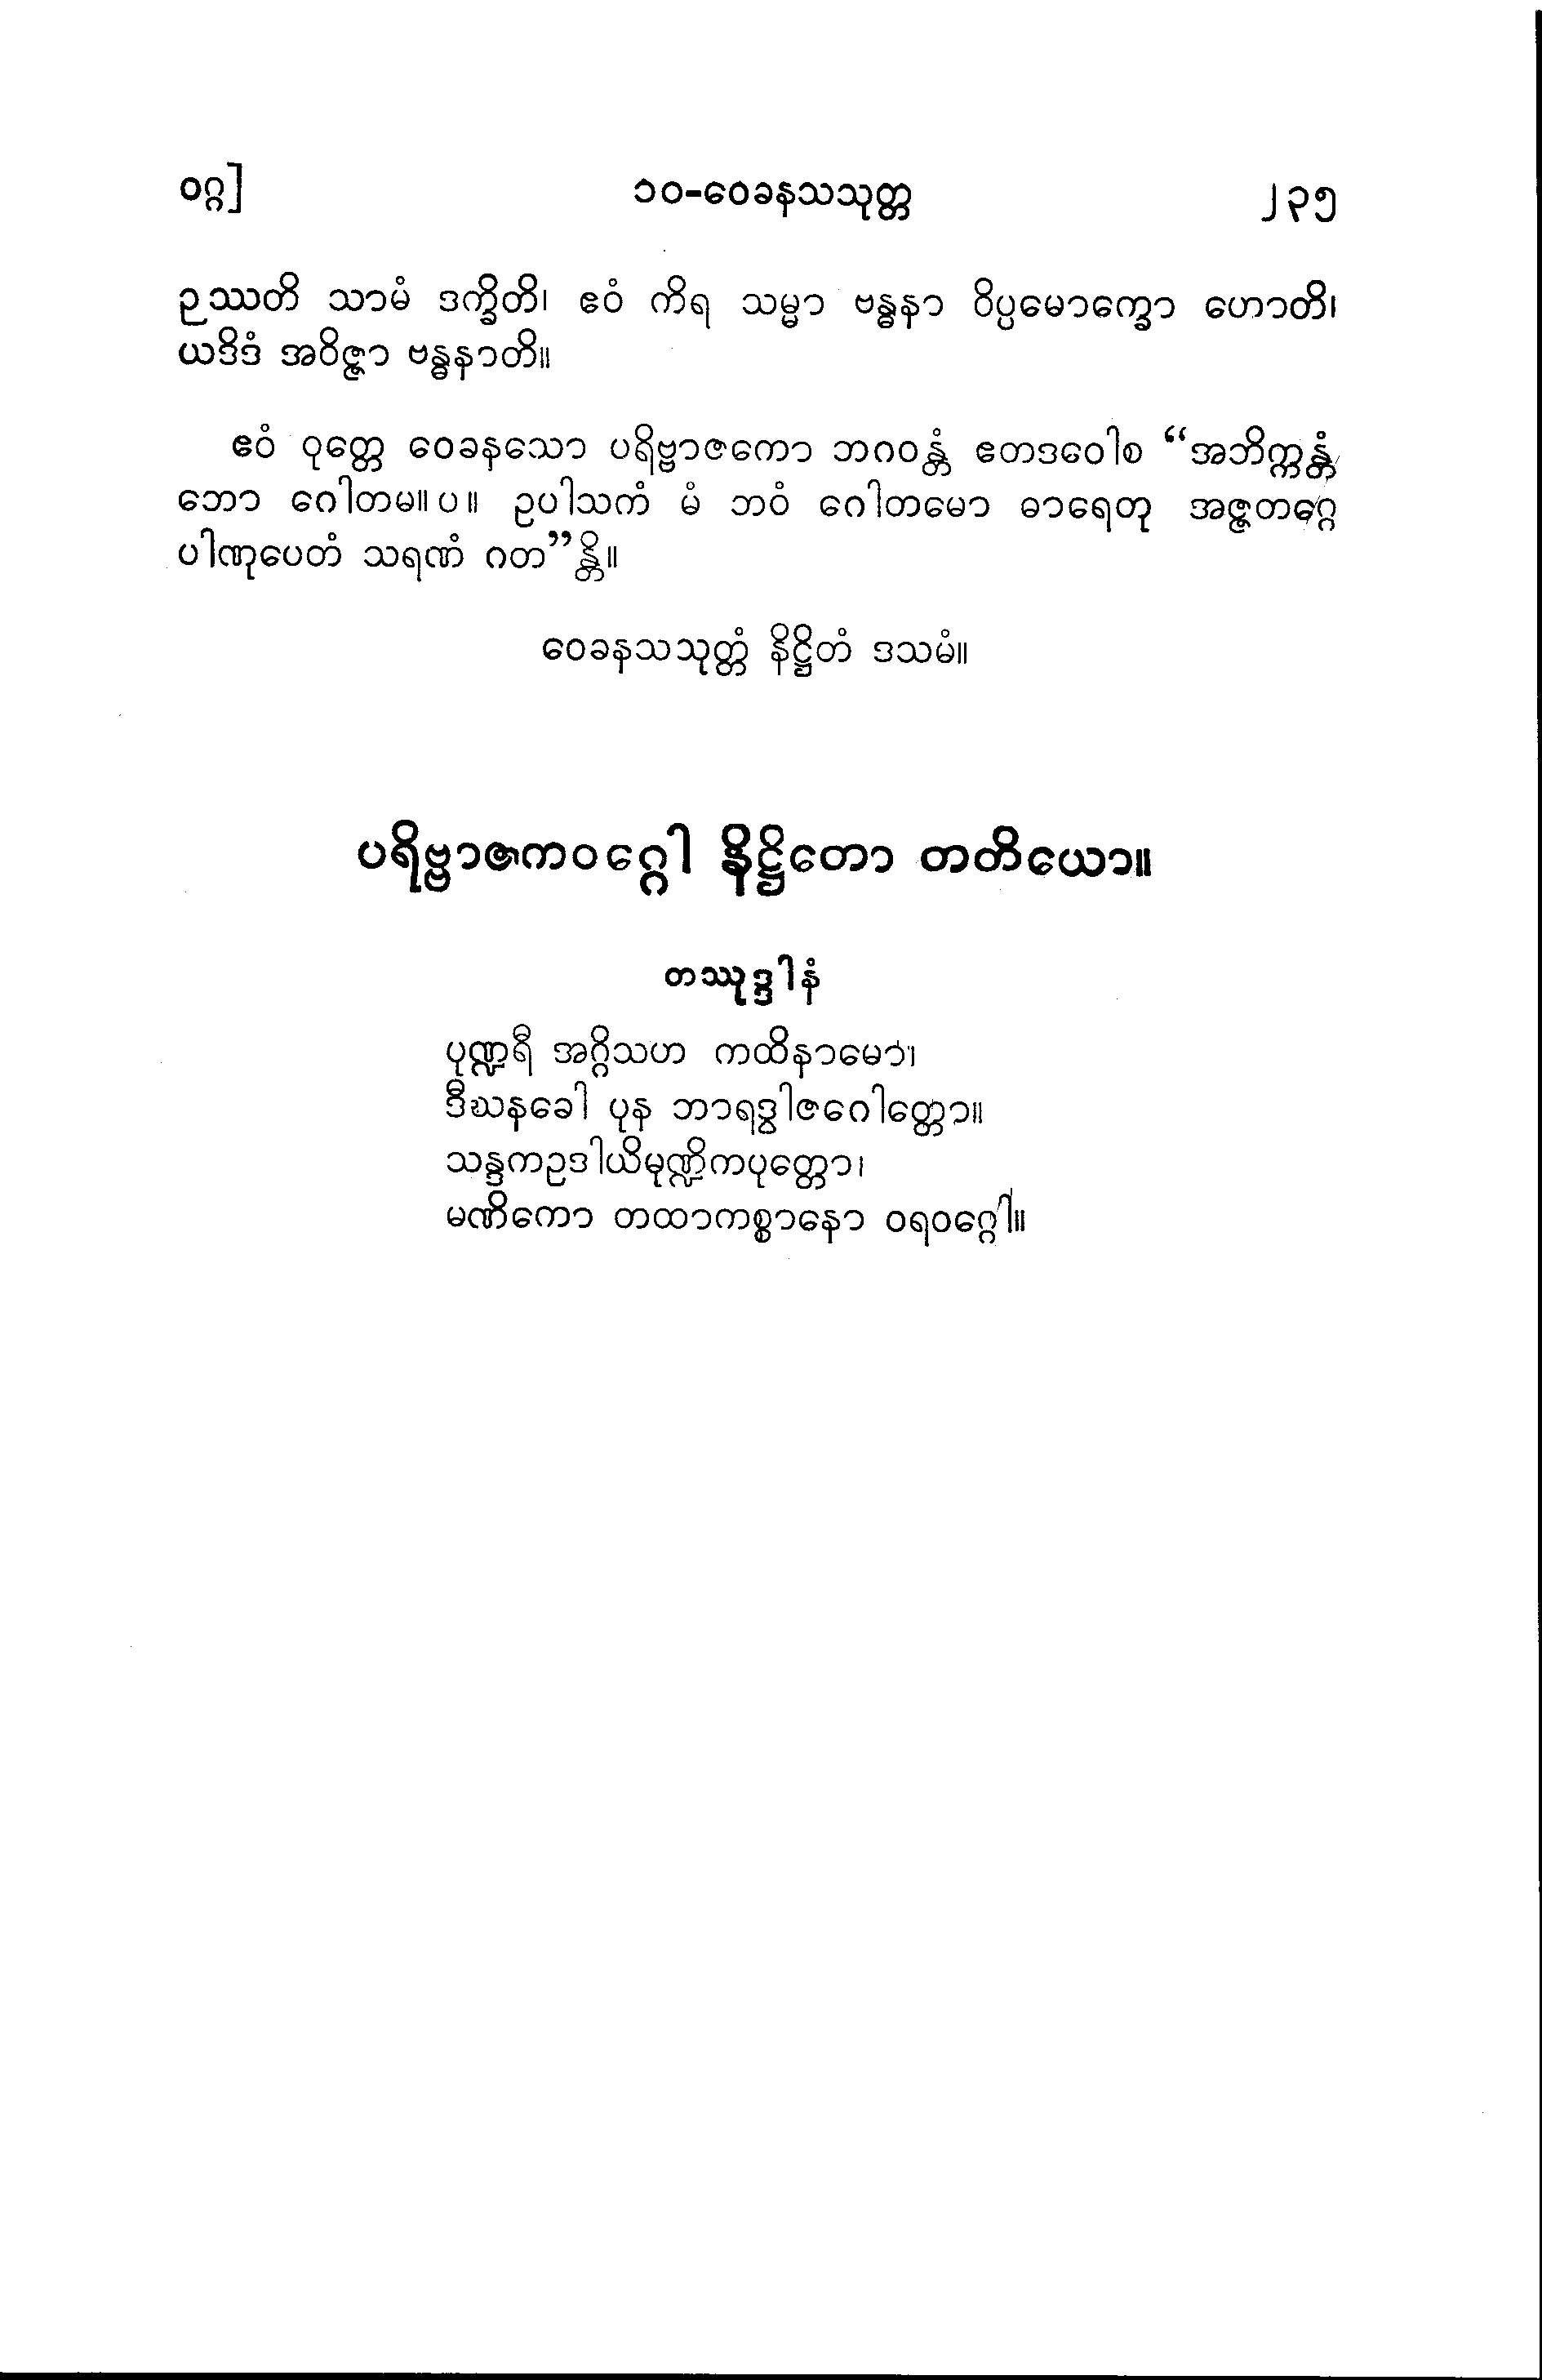 ဝဂ္ဂ]
၁၀-ဝေခနသသုတ္တ
၂၃၅
ဉဿတိ သာမံ ဒက္ခိတိ၊ ဧဝံ ကိရ သမ္မာ ဗန္ဓနာ ဝိပ္ပမောက္ခော ဟောတိ၊
ယဒိဒံ အဝိဇ္ဇာ ဗန္ဓနာတိ။
ဧဝံ ဝုတ္တေ ဝေခနသော ပရိဗ္ဗာဇကော ဘဂဝန္တံ ဧတဒဝေါစ “အဘိက္ကန္တံ
ဘော ဂေါတမ။ ပ။ ဥပါသကံ မံ ဘဝံ ဂေါတမော ဓာရေတု အဇ္ဇတဂ္ဂေ
ပါဏုပေတံ သရဏံ ဂတ”န္တိ။
ဝေခနသသုတ္တံ နိဋ္ဌိတံ ဒသမံ။
ပရိဗ္ဗာဇကဝဂ္ဂေါ နိဋ္ဌိတော တတိယော။
တဿုဒ္ဒါနံ
ပုဏ္ဍရီ အဂ္ဂိသဟ ကထိနာမော၊
ဒီဃနခေါ ပုန ဘာရဒွါဇဂေါတ္တော။
သန္ဒကဥဒါယိမုဏ္ဍိကပုတ္တော၊
မဏိကော တထာကစ္စာနော ဝရဝဂ္ဂေါ။